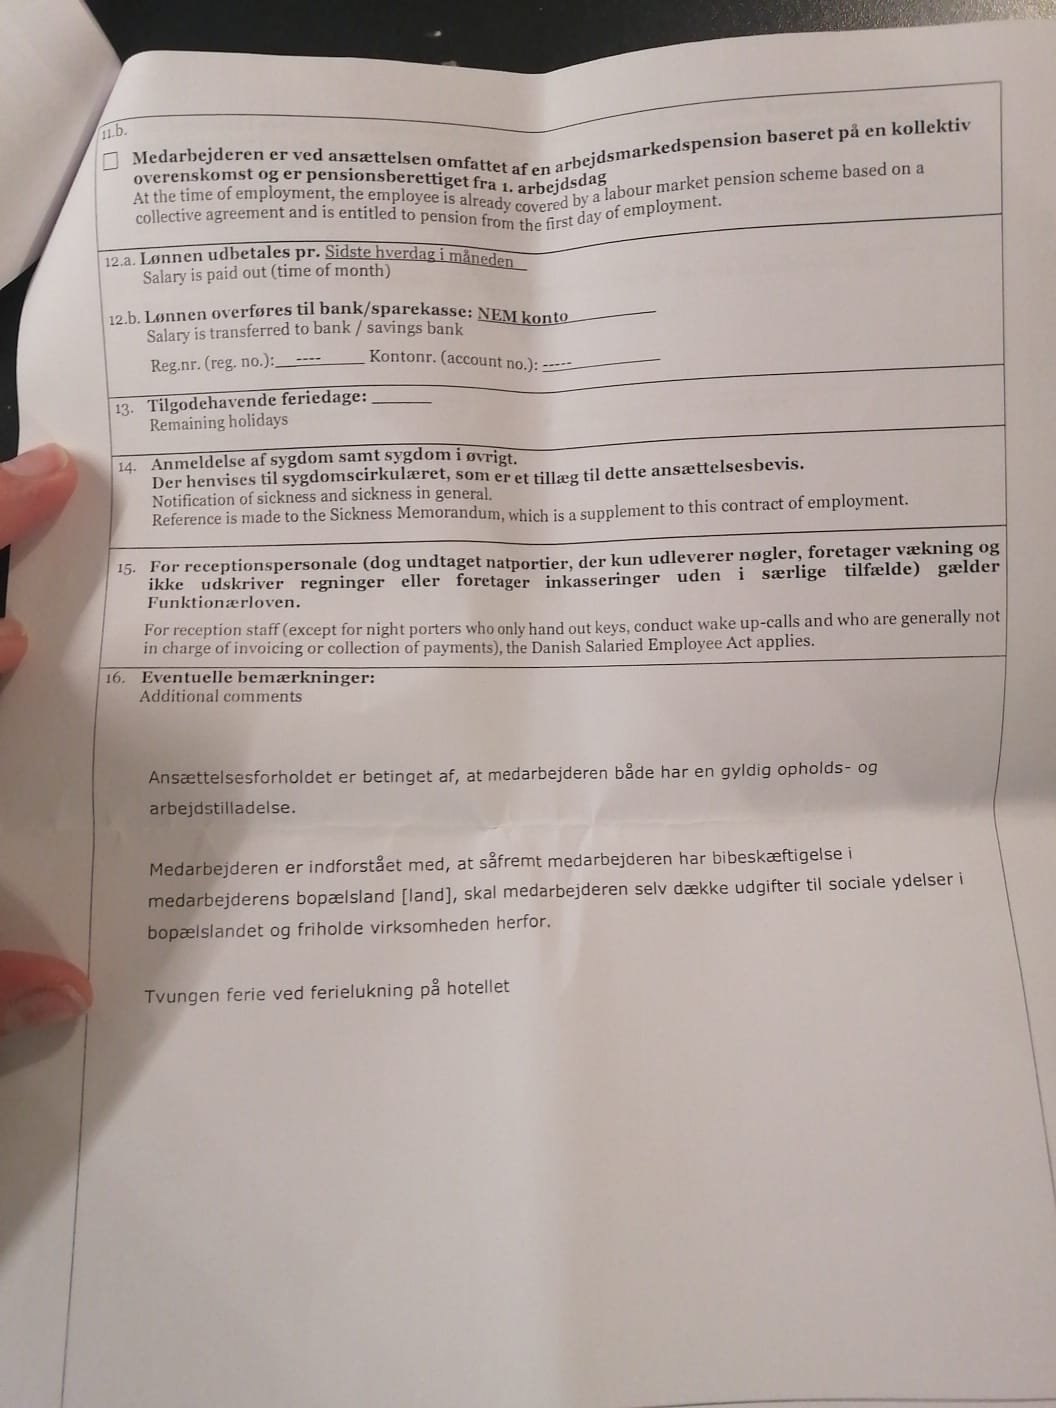 11.b.
☐ Medarbejderen er ved ansættelsen omfattet af en arbejdsmarkedspension baseret på en kollektiv
overenskomst og er pensionsberettiget fra 1. arbejdsdag
At the time of employment, the employee is already covered by a labour market pension scheme based on a
collective agreement and is entitled to pension from the first day of employment.
12.a. Lønnen udbetales pr. Sidste hverdag i måneden
Salary is paid out (time of month)
12.b. Lønnen overføres til bank/sparekasse: NEM konto
Salary is transferred to bank / savings bank
Reg.nr. (reg. no.): ---- Kontonr. (account no.): -----
13. Tilgodehavende feriedage: ______
Remaining holidays
14. Anmeldelse af sygdom samt sygdom i øvrigt.
Der henvises til sygdomscirkulæret, som er et tillæg til dette ansættelsesbevis.
Notification of sickness and sickness in general.
Reference is made to the Sickness Memorandum, which is a supplement to this contract of employment.
15. For receptionspersonale (dog undtaget natportier, der kun udleverer nøgler, foretager vækning og
ikke udskriver regninger eller foretager inkasseringer uden i særlige tilfælde) gælder
Funktionærloven.
For reception staff (except for night porters who only hand out keys, conduct wake up-calls and who are generally not
in charge of invoicing or collection of payments), the Danish Salaried Employee Act applies.
16. Eventuelle bemærkninger:
Additional comments
Ansættelsesforholdet er betinget af, at medarbejderen både har en gyldig opholds- og
arbejdstilladelse.
Medarbejderen er indforstået med, at såfremt medarbejderen har bibeskæftigelse i
medarbejderens bopælsland [land], skal medarbejderen selv dække udgifter til sociale ydelser i
bopælslandet og friholde virksomheden herfor.
Tvungen ferie ved ferielukning på hotellet